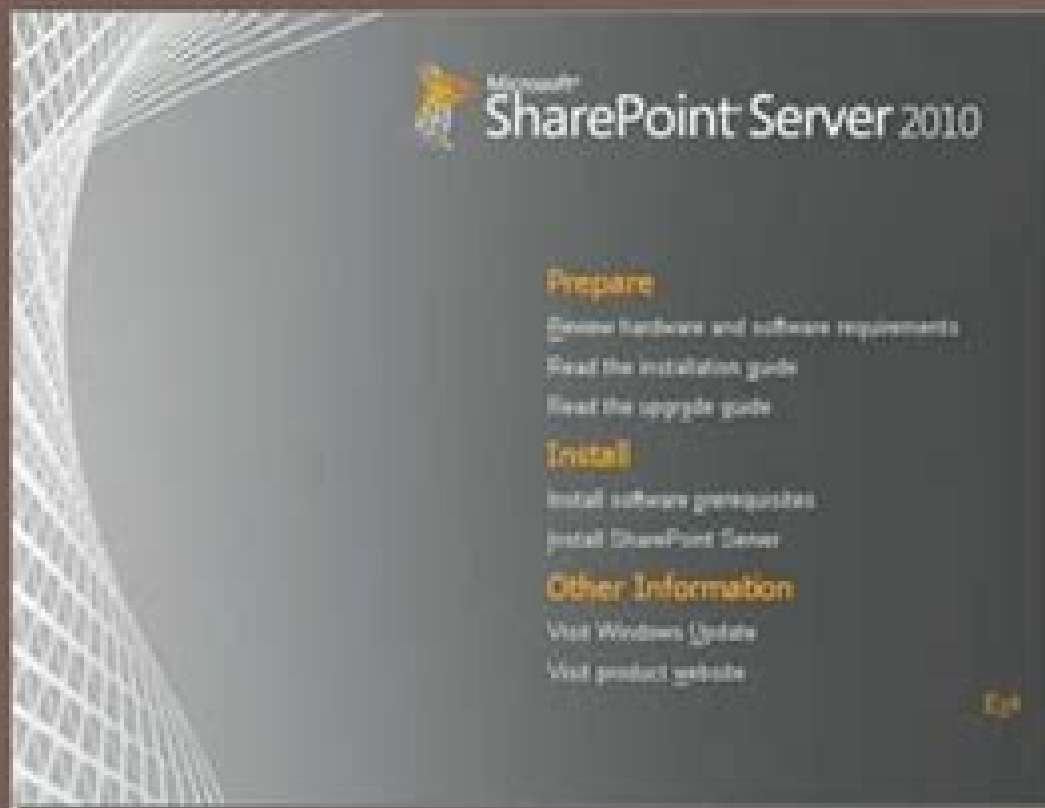 Microsoft
SharePoint Server 2010
Prepare
Review hardware and software requirements
Read the installation guide
Read the upgrade guide
Install
Install software prerequisites
Install SharePoint Server
Other Information
Visit Windows Update
Visit product website
Exit